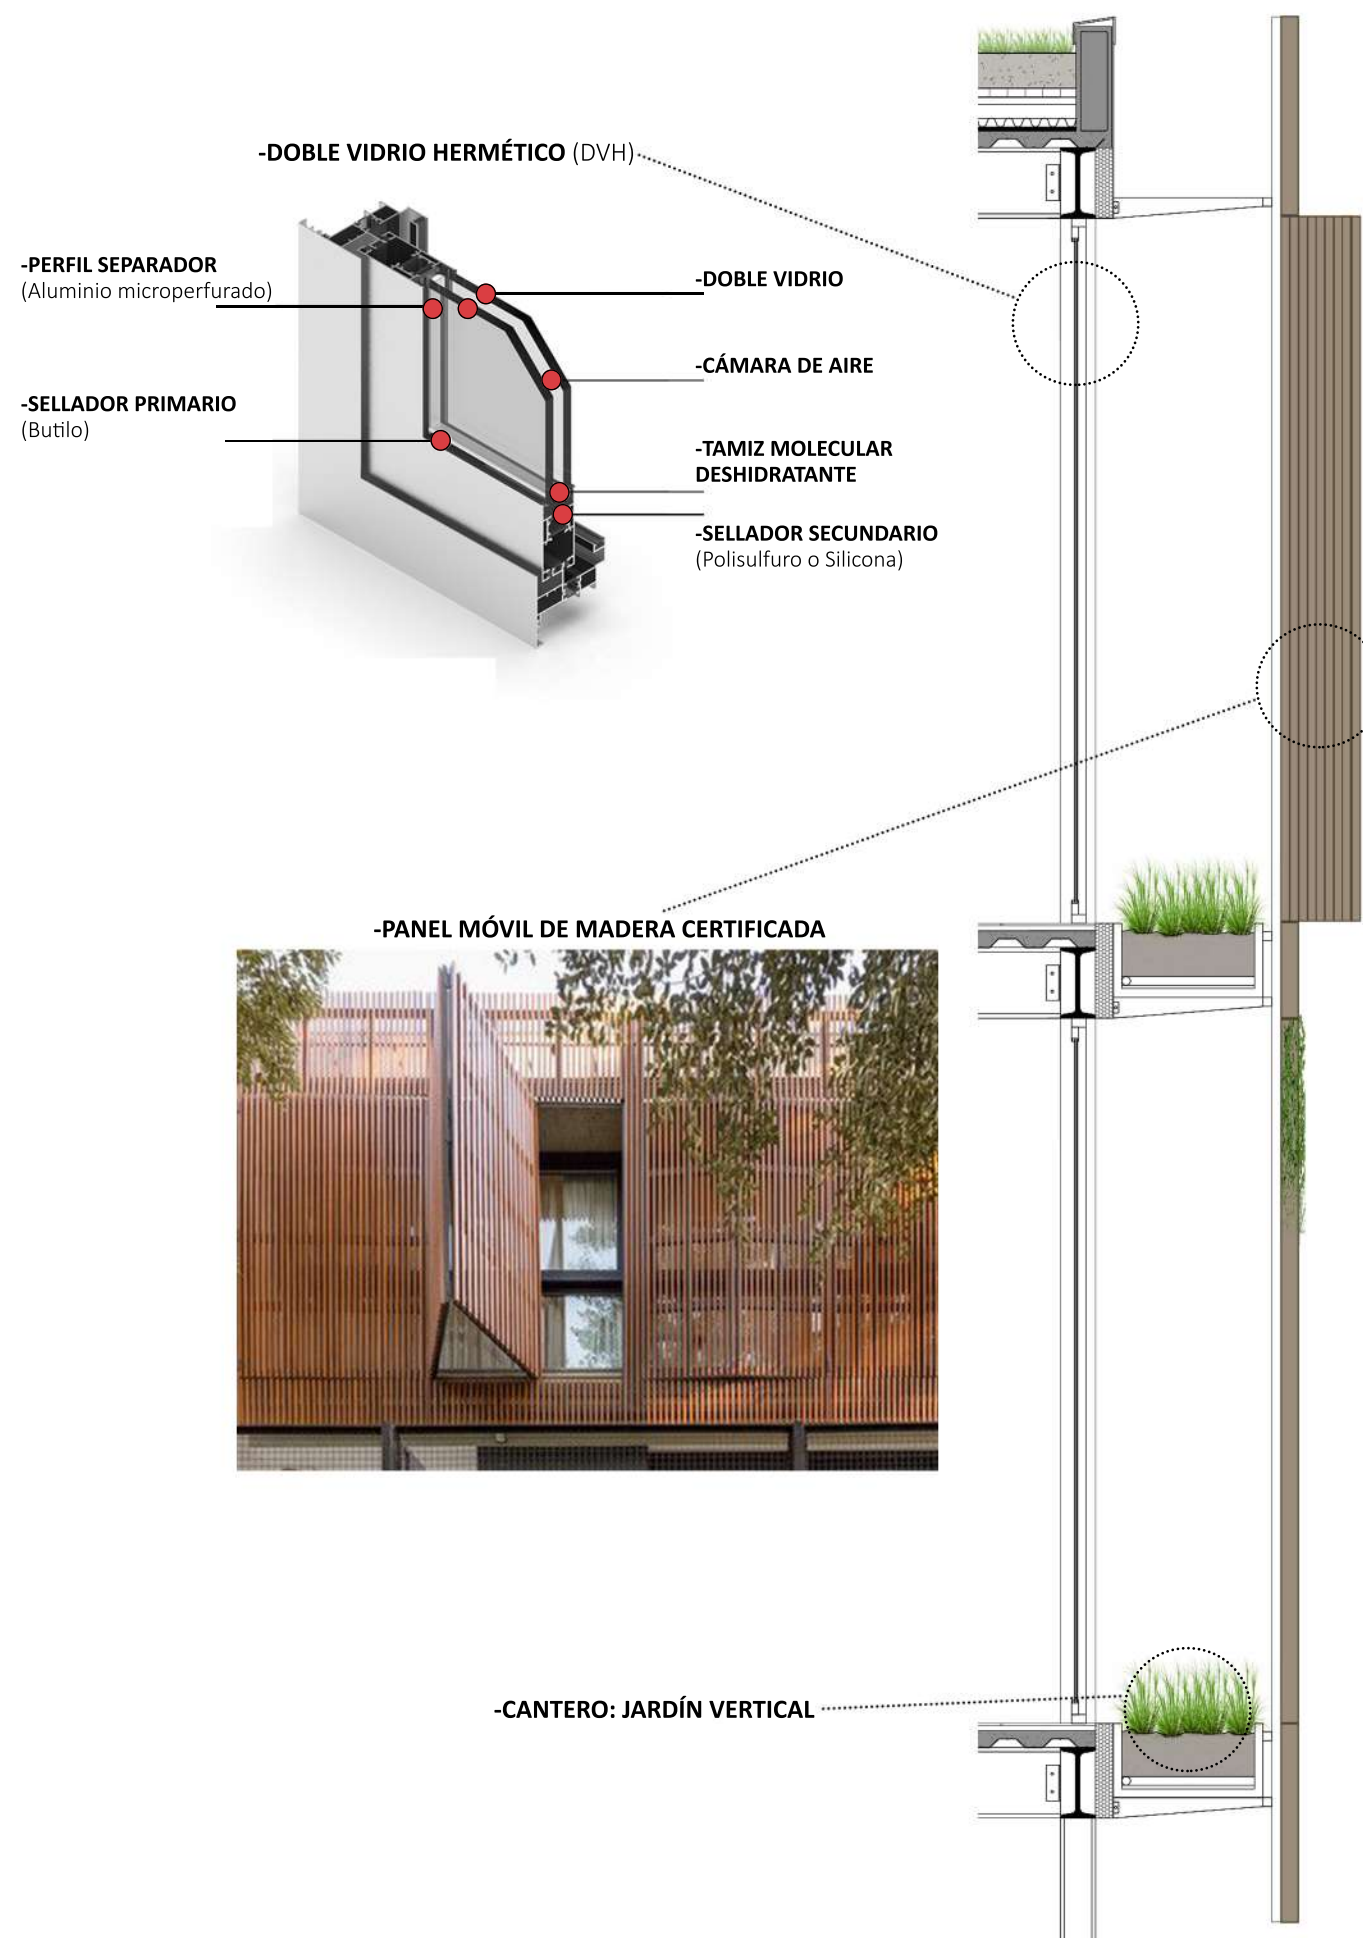 -DOBLE VIDRIO HERMÉTICO (DVH)
-PERFIL SEPARADOR
(Aluminio microperfurado)
-DOBLE VIDRIO
-CÁMARA DE AIRE
-SELLADOR PRIMARIO
(Butilo)
-TAMIZ MOLECULAR
DESHIDRATANTE
-SELLADOR SECUNDARIO
(Polisulfuro o Silicona)
-PANEL MÓVIL DE MADERA CERTIFICADA
-CANTERO: JARDÍN VERTICAL